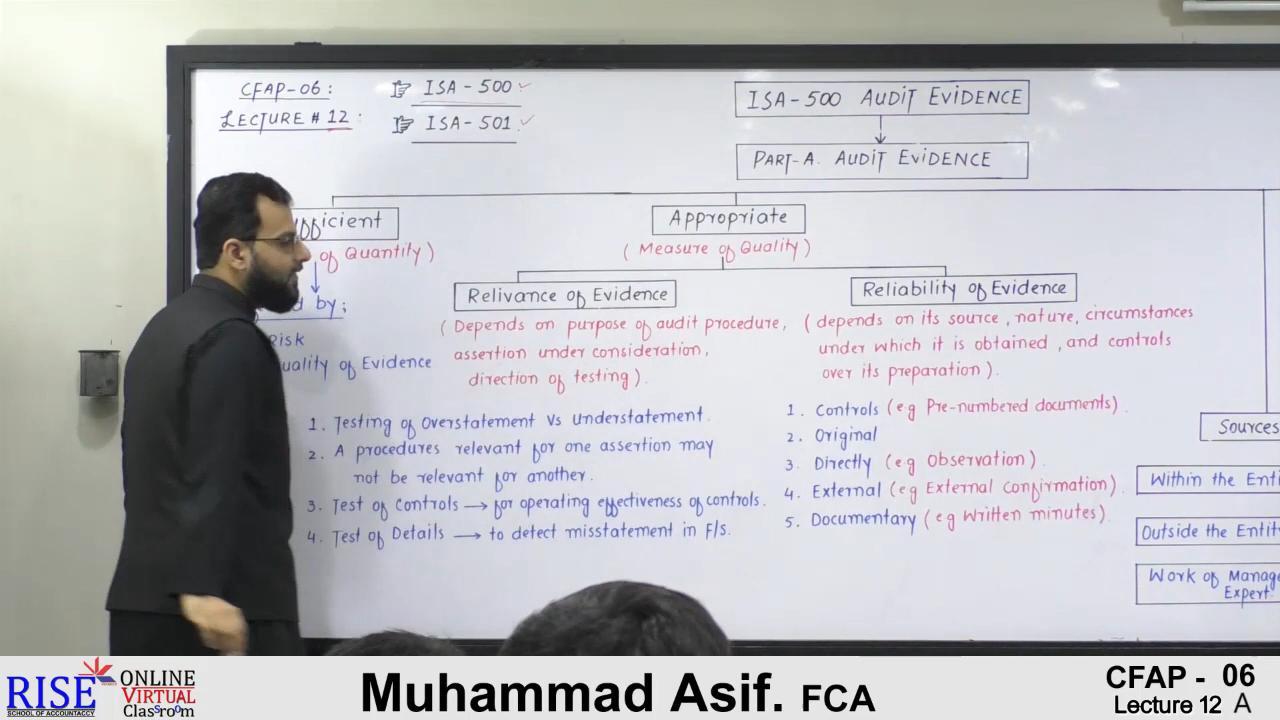 CFAP-06:
LECTURE # 12:
ISA - 500
ISA - 501
ISA-500 AUDIT EVIDENCE
PART-A. AUDIT EVIDENCE
of Quantity)
by;
Risk
of Evidence
Appropriate
(Measure of Quality)
Relivance of Evidence
(Depends on purpose of audit procedure,
assertion under consideration,
direction of testing).
1. Testing of Overstatement Vs Understatement.
2. A procedures relevant for one assertion may
not be relevant for another.
3. Test of Controls → for operating effectiveness of controls.
4. Test of Details → to detect misstatement in F/s.
Reliability of Evidence
(depends on its source, nature, circumstances
under which it is obtained, and controls
over its preparation).
1. Controls (eg Pre-numbered documents).
2. Original
3. Directly (eg Observation).
4. External (eg External confirmation).
5. Documentary (eg Written minutes).
Sources
Within the
Outside the
Work of
Expert
RISE
SCHOOL OF ACCOUNTANCY
ONLINE
VIRTUAL
Classroom
Muhammad Asif. FCA
CFAP - 06
Lecture 12 A